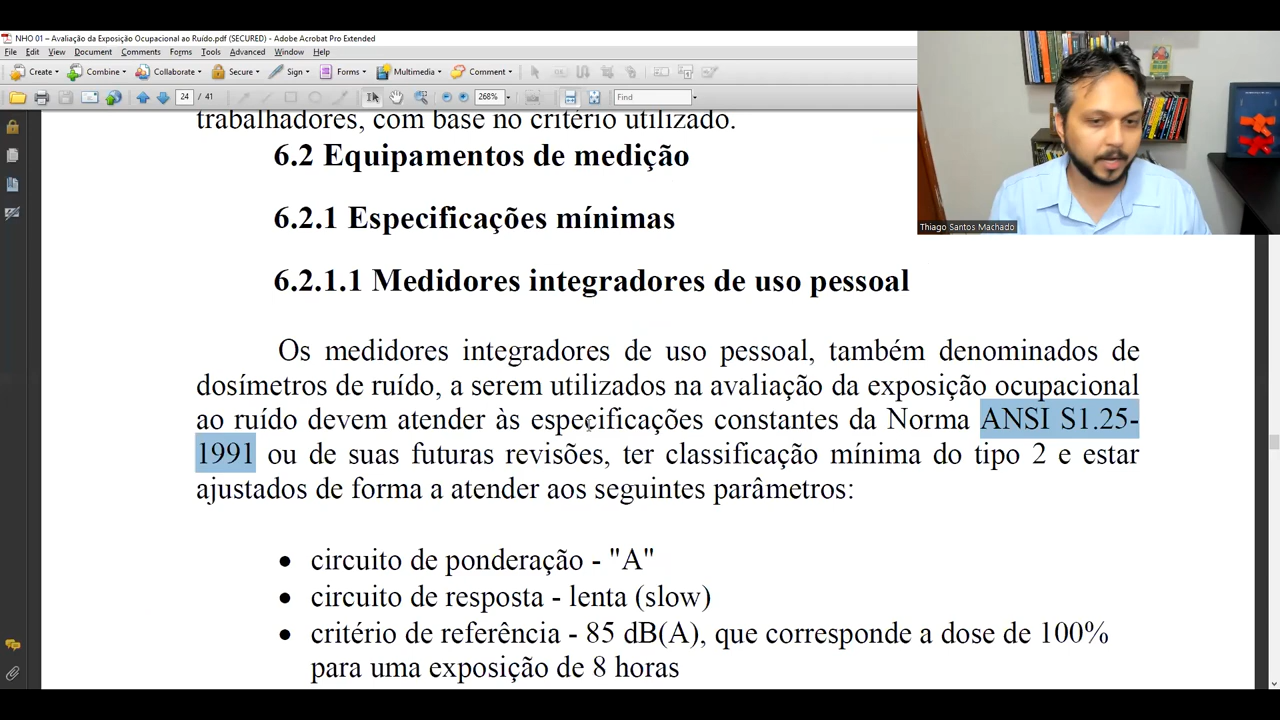 NHO 01 – Avaliação da Exposição Ocupacional ao Ruído.pdf (SECURED) - Adobe Acrobat Pro Extended
File Edit View Document Comments Forms Tools Advanced Window Help
Create Combine Collaborate Secure Sign Forms Multimedia Comment
24 / 41 268% Find
Thiago Santos Machado
trabalhadores, com base no critério utilizado.
6.2 Equipamentos de medição
6.2.1 Especificações mínimas
6.2.1.1 Medidores integradores de uso pessoal
Os medidores integradores de uso pessoal, também denominados de
dosímetros de ruído, a serem utilizados na avaliação da exposição ocupacional
ao ruído devem atender às especificações constantes da Norma ANSI S1.25-
1991 ou de suas futuras revisões, ter classificação mínima do tipo 2 e estar
ajustados de forma a atender aos seguintes parâmetros:
• circuito de ponderação - "A"
• circuito de resposta - lenta (slow)
• critério de referência - 85 dB(A), que corresponde a dose de 100%
para uma exposição de 8 horas